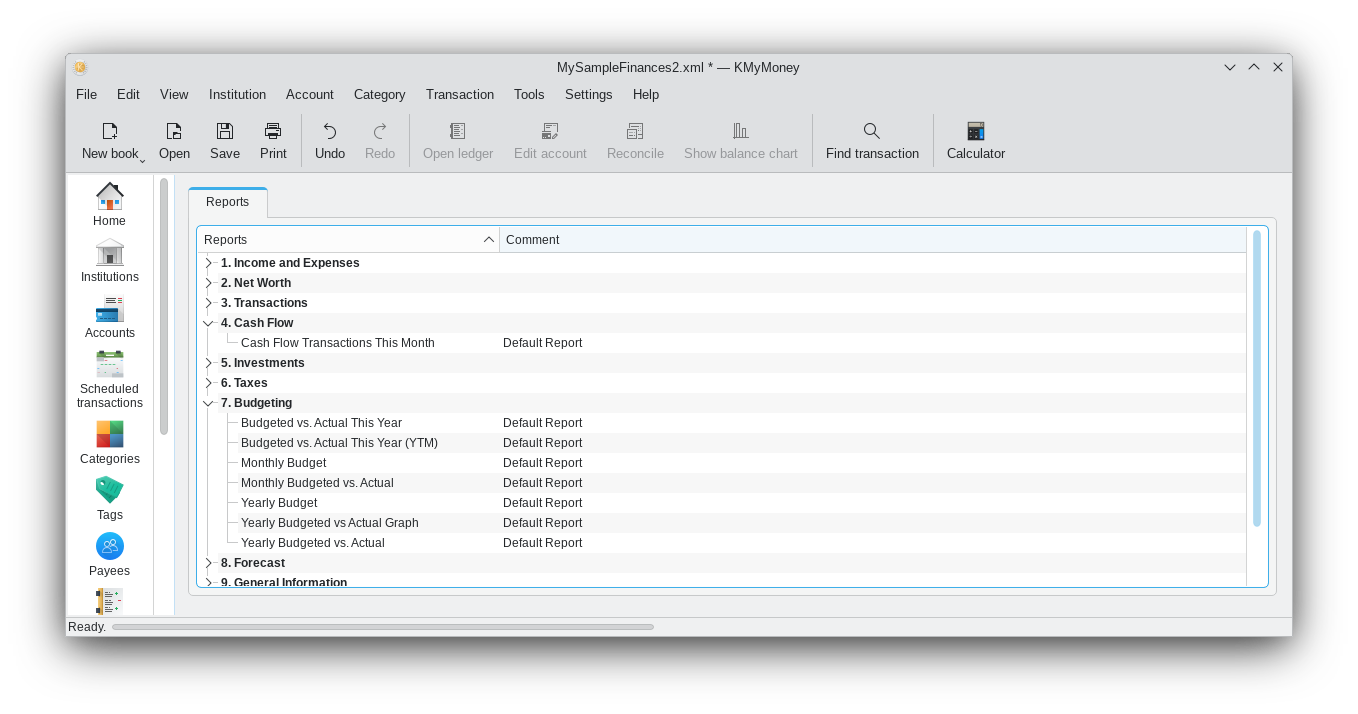 MySampleFinances2.xml * — KMyMoney
File Edit View Institution Account Category Transaction Tools Settings Help
New book Open Save Print Undo Redo Open ledger Edit account Reconcile Show balance chart Find transaction Calculator
Home
Institutions
Accounts
Scheduled
transactions
Categories
Tags
Payees
Reports
Reports Comment
1. Income and Expenses
2. Net Worth
3. Transactions
4. Cash Flow
Cash Flow Transactions This Month Default Report
5. Investments
6. Taxes
7. Budgeting
Budgeted vs. Actual This Year Default Report
Budgeted vs. Actual This Year (YTM) Default Report
Monthly Budget Default Report
Monthly Budgeted vs. Actual Default Report
Yearly Budget Default Report
Yearly Budgeted vs Actual Graph Default Report
Yearly Budgeted vs. Actual Default Report
8. Forecast
9. General Information
Ready.